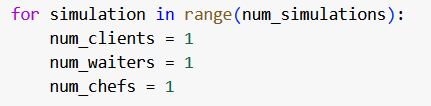 for simulation in range(num_simulations):
    num_clients = 1
    num_waiters = 1
    num_chefs = 1